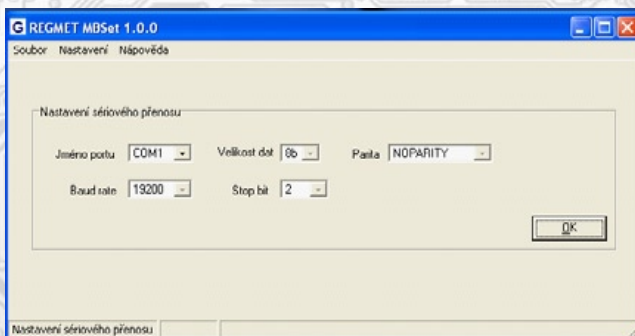 REGMET MBSet 1.0.0
Soubor Nastavení Nápověda
Nastavení sériového přenosu
Jméno portu COM1 Velikost dat 8b Parita NOPARITY
Baud rate 19200 Stop bit 2
OK
Nastavení sériového přenosu